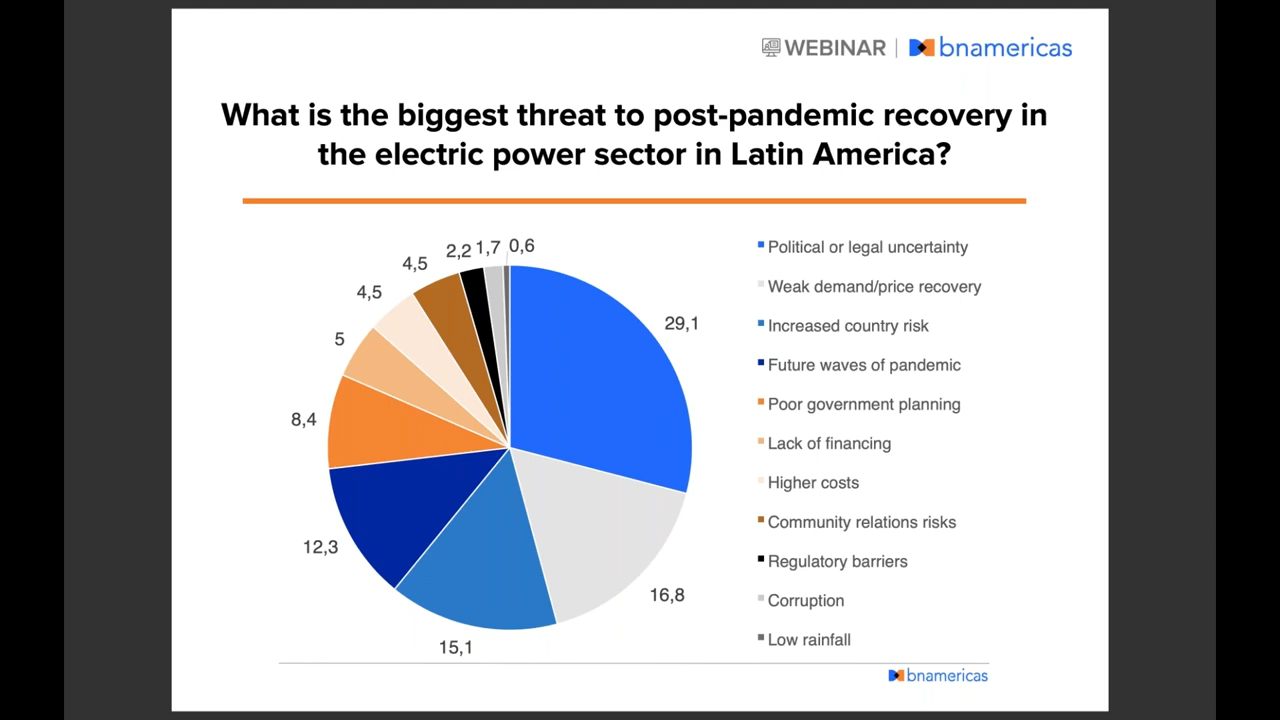 WEBINAR | bnamericas
What is the biggest threat to post-pandemic recovery in
the electric power sector in Latin America?
4,5
4,5
5
8,4
12,3
15,1
16,8
29,1
2,2
1,7
0,6
Political or legal uncertainty
Weak demand/price recovery
Increased country risk
Future waves of pandemic
Poor government planning
Lack of financing
Higher costs
Community relations risks
Regulatory barriers
Corruption
Low rainfall
bnamericas